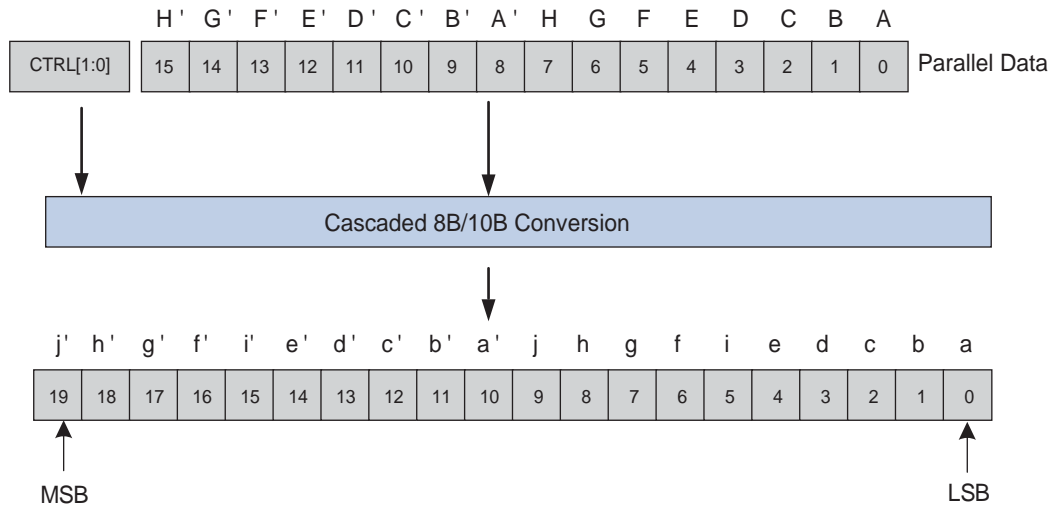 H' G' F' E' D' C' B' A' H G F E D C B A
CTRL[1:0] 15 14 13 12 11 10 9 8 7 6 5 4 3 2 1 0 Parallel Data
Cascaded 8B/10B Conversion
j' h' g' f' i' e' d' c' b' a' j h g f i e d c b a
19 18 17 16 15 14 13 12 11 10 9 8 7 6 5 4 3 2 1 0
MSB LSB